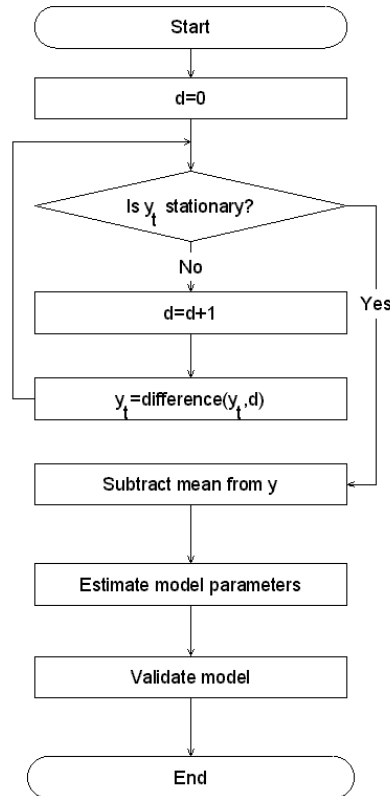 Start
d=0
Is y_t stationary?
No
Yes
d=d+1
y_t=difference(y_t,d)
Subtract mean from y
Estimate model parameters
Validate model
End